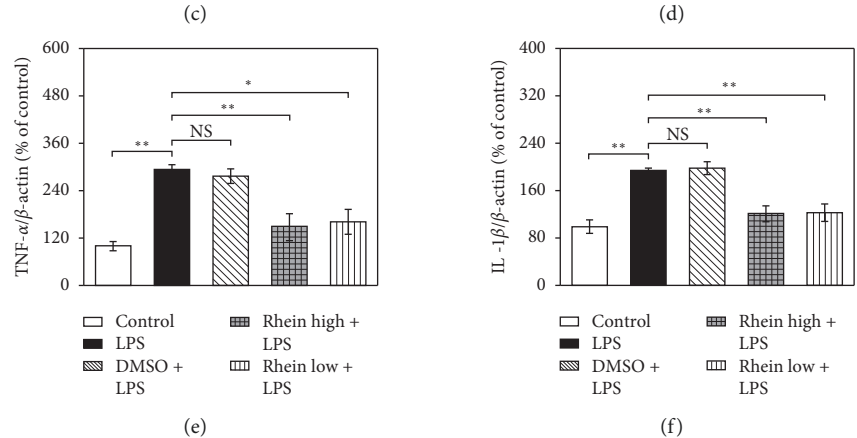 (c)
(d)
TNF-α/β-actin (% of control)
600
480
360
240
120
0
**
NS
**
*
Control
LPS
DMSO +
LPS
Rhein high +
LPS
Rhein low +
LPS
(e)
IL -1β/β-actin (% of control)
400
320
240
160
80
0
**
NS
**
**
Control
LPS
DMSO +
LPS
Rhein high +
LPS
Rhein low +
LPS
(f)